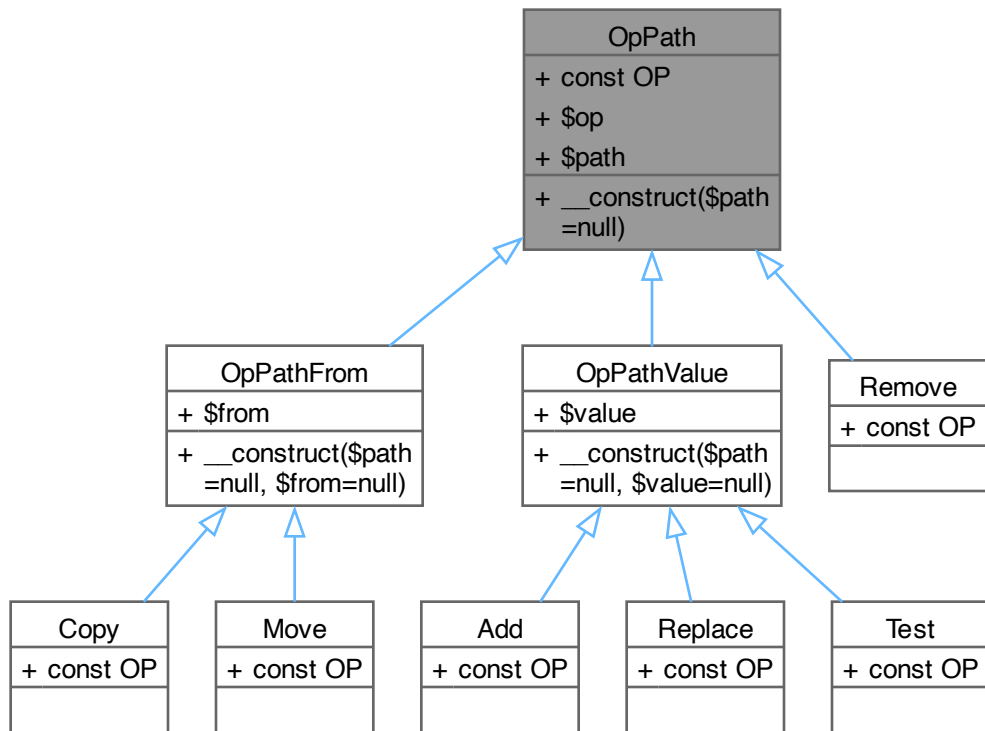 OpPath
+ const OP
+ $op
+ $path
+ __construct($path
=null)
OpPathFrom
+ $from
+ __construct($path
=null, $from=null)
OpPathValue
+ $value
+ __construct($path
=null, $value=null)
Remove
+ const OP
Copy
+ const OP
Move
+ const OP
Add
+ const OP
Replace
+ const OP
Test
+ const OP